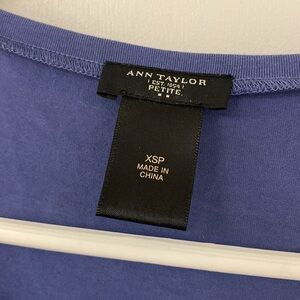 ANN TAYLOR
EST. 1954
PETITE
XSP
MADE IN
CHINA